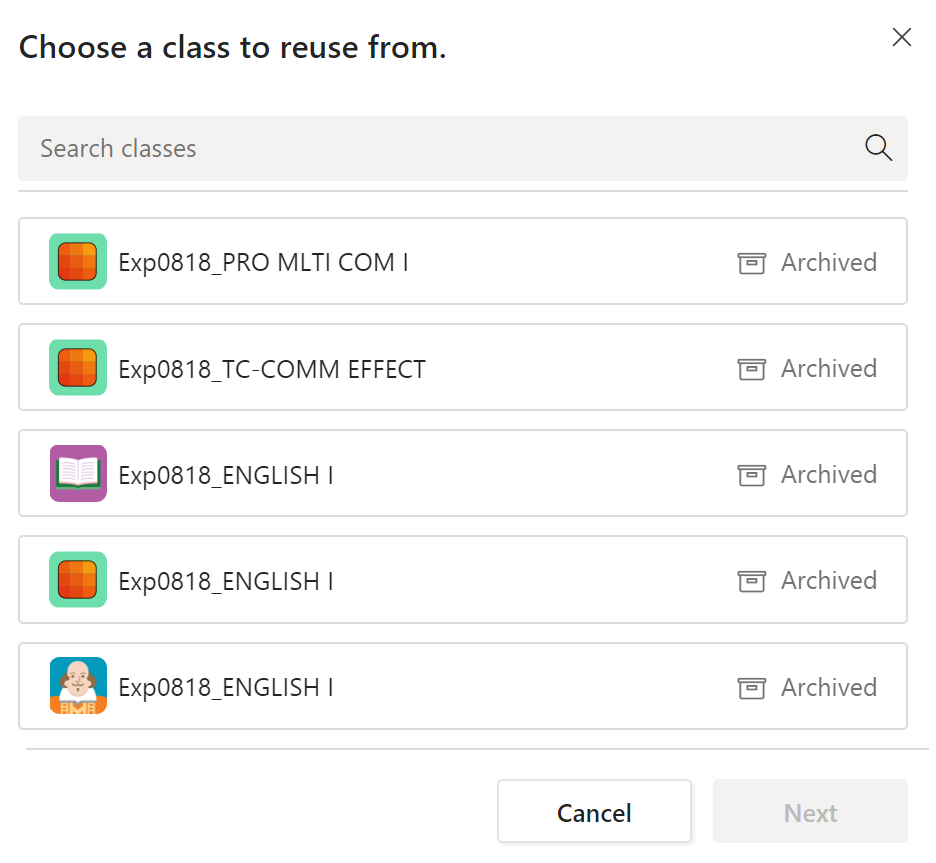 Choose a class to reuse from.
Search classes
Exp0818_PRO MLTI COM I
Archived
Exp0818_TC-COMM EFFECT
Archived
Exp0818_ENGLISH I
Archived
Exp0818_ENGLISH I
Archived
Exp0818_ENGLISH I
Archived
Cancel
Next